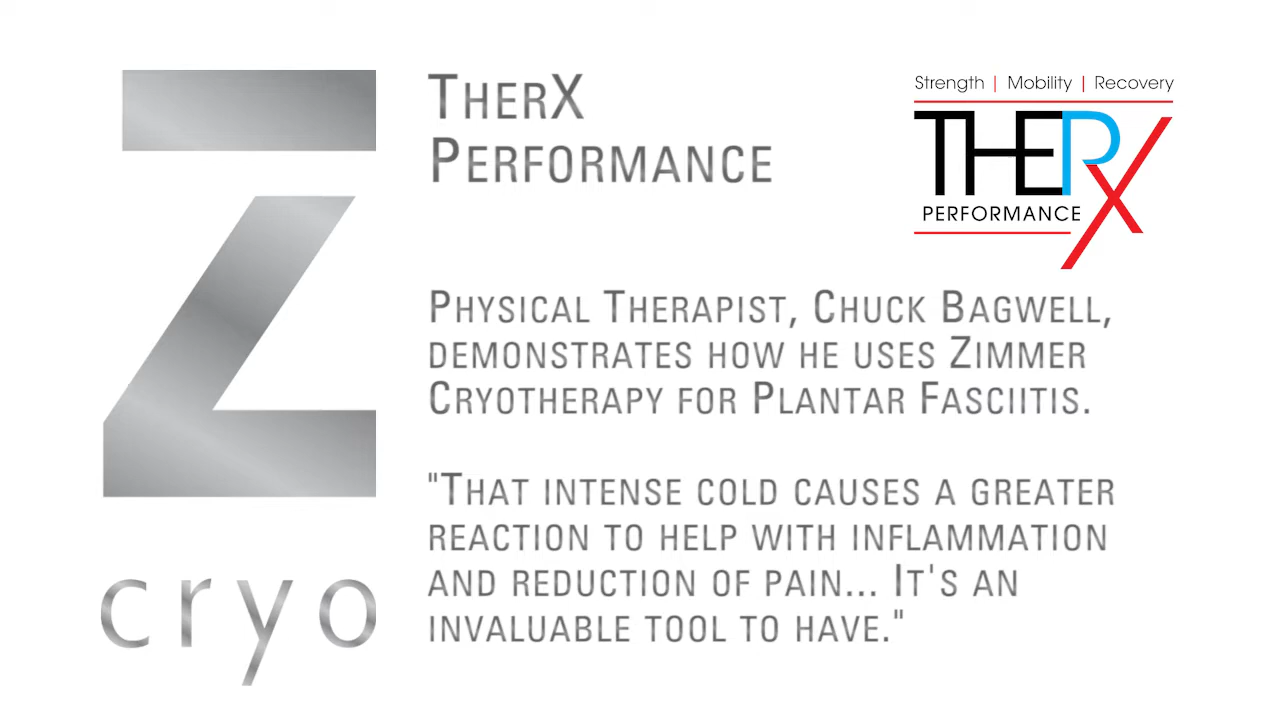 Z
cryo
TherX
Performance
Strength | Mobility | Recovery
THERX
PERFORMANCE
Physical Therapist, Chuck Bagwell,
demonstrates how he uses Zimmer
Cryotherapy for Plantar Fasciitis.
"That intense cold causes a greater
reaction to help with inflammation
and reduction of pain... It's an
invaluable tool to have."